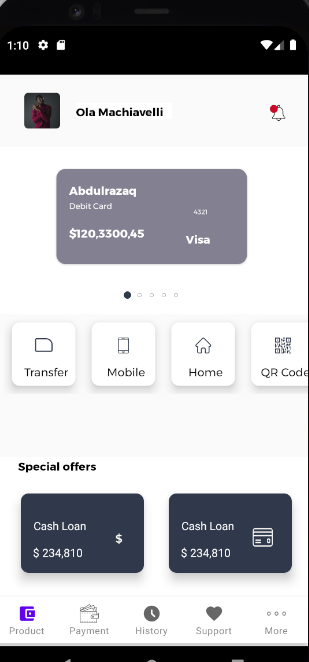 1:10
Ola Machiavelli
Abdulrazaq
Debit Card
4321
$120,3300,45
Visa
Transfer Mobile Home QR Code
Special offers
Cash Loan $ Cash Loan
$ 234,810 $ 234,810
Product Payment History Support More